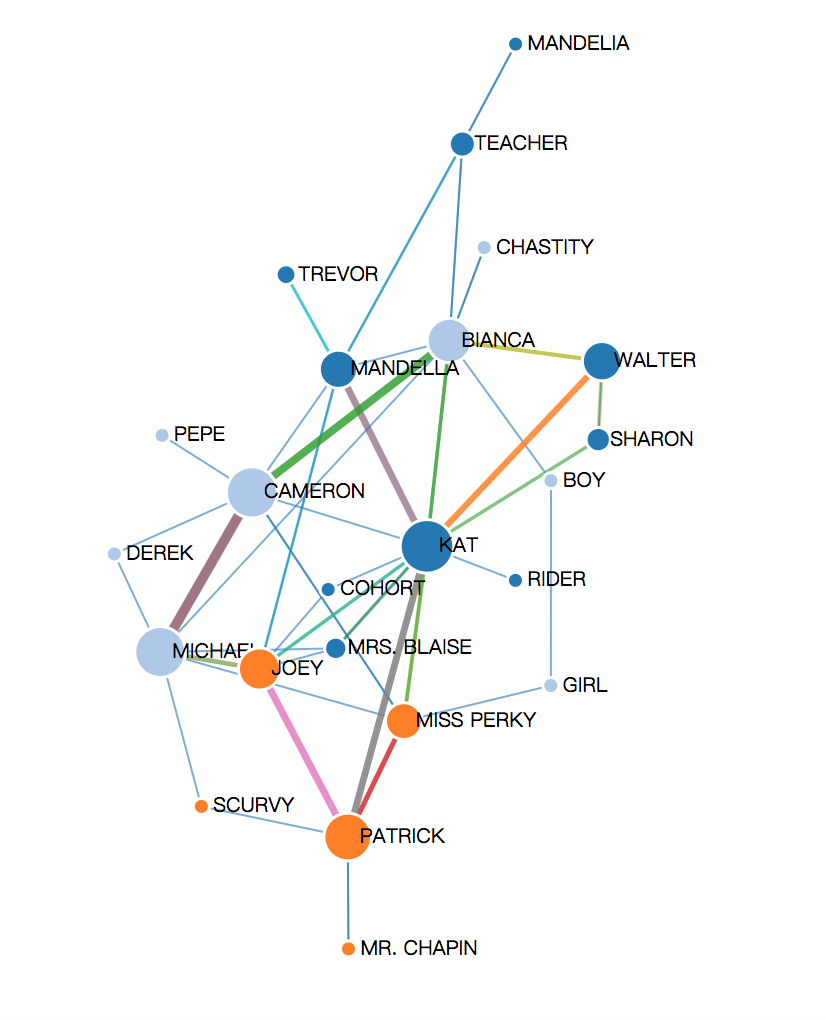 MANDELIA
TEACHER
CHASTITY
TREVOR
BIANCA
WALTER
MANDELLA
PEPE
SHARON
BOY
CAMERON
KAT
DEREK
RIDER
COHORT
MRS. BLAISE
MICHAEL
JOEY
GIRL
MISS PERKY
SCURVY
PATRICK
MR. CHAPIN